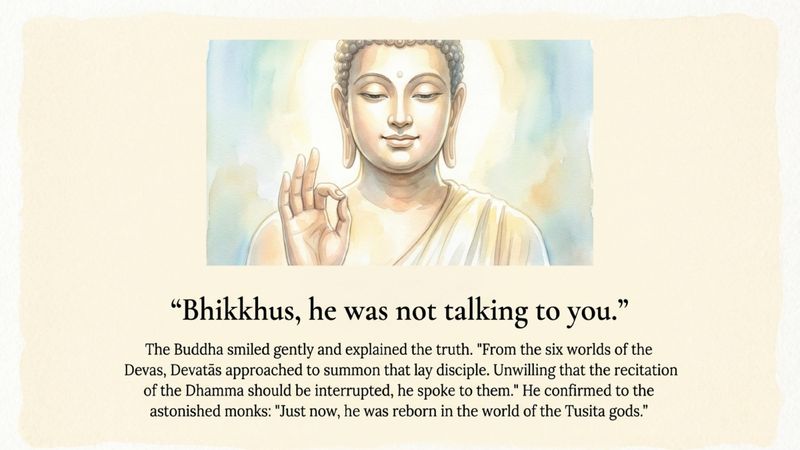 “Bhikkhus, he was not talking to you.”
The Buddha smiled gently and explained the truth. "From the six worlds of the
Devas, Devatās approached to summon that lay disciple. Unwilling that the recitation
of the Dhamma should be interrupted, he spoke to them." He confirmed to the
astonished monks: "Just now, he was reborn in the world of the Tusita gods."